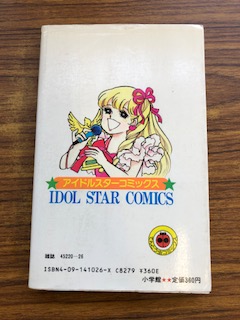 ★アイドルスターコミックス★
IDOL STAR COMICS
雑誌 45220-26
ISBN4-09-141026-X C8279 ¥360E
小学館 ★★定価360円